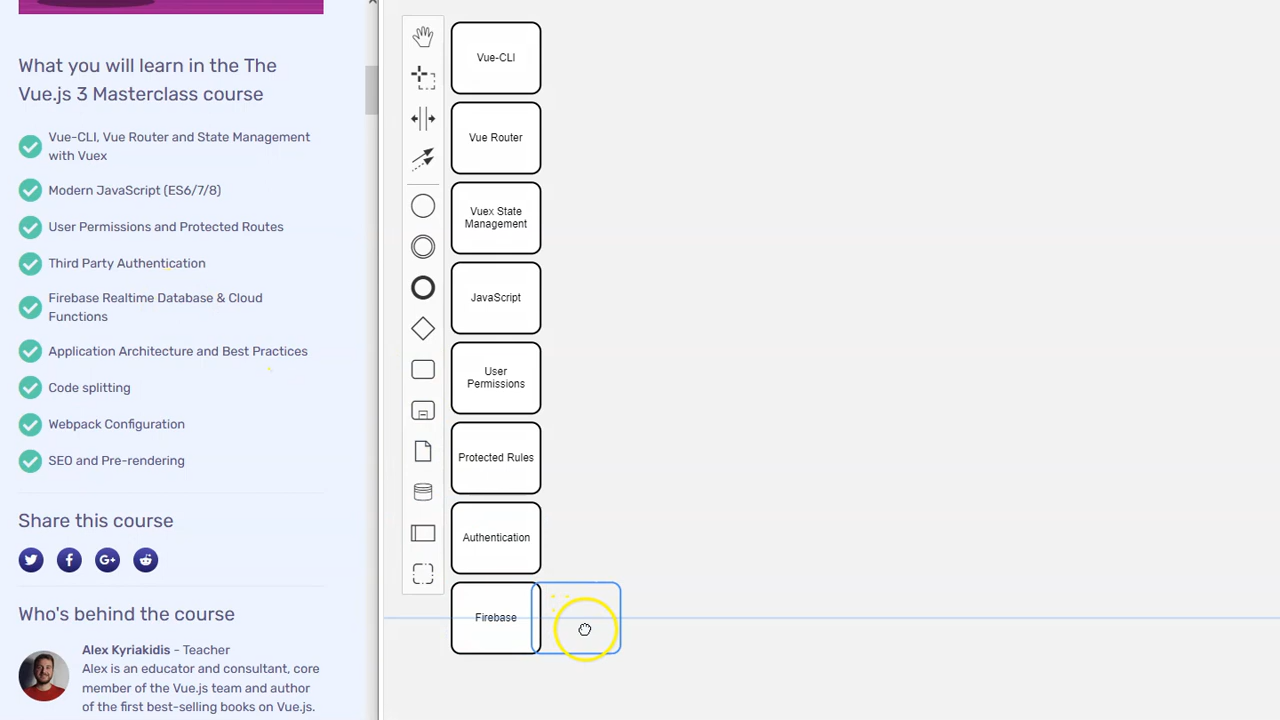 What you will learn in the The
Vue.js 3 Masterclass course
Vue-CLI, Vue Router and State Management
with Vuex
Modern JavaScript (ES6/7/8)
User Permissions and Protected Routes
Third Party Authentication
Firebase Realtime Database & Cloud
Functions
Application Architecture and Best Practices
Code splitting
Webpack Configuration
SEO and Pre-rendering
Share this course
Who's behind the course
Alex Kyriakidis - Teacher
Alex is an educator and consultant, core
member of the Vue.js team and author
of the first best-selling books on Vue.js.
Vue-CLI
Vue Router
Vuex State
Management
JavaScript
User
Permissions
Protected Rules
Authentication
Firebase